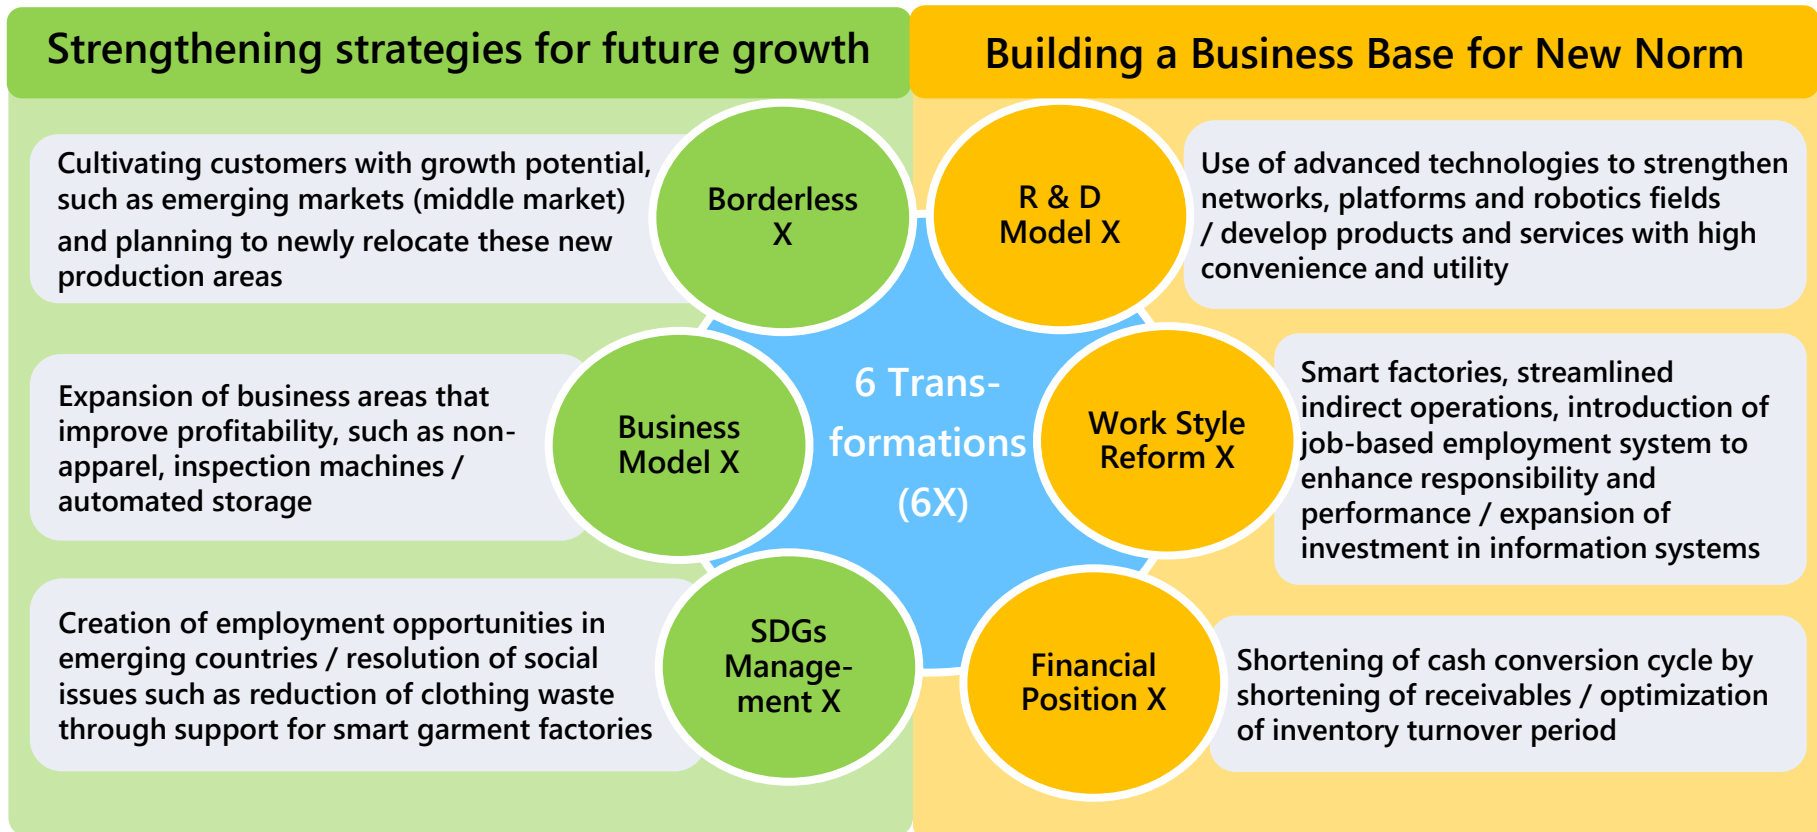 Strengthening strategies for future growth
Cultivating customers with growth potential,
such as emerging markets (middle market)
and planning to newly relocate these new
production areas
Borderless
X
Expansion of business areas that
improve profitability, such as non-
apparel, inspection machines /
automated storage
Business
Model X
Creation of employment opportunities in
emerging countries / resolution of social
issues such as reduction of clothing waste
through support for smart garment factories
SDGs
Manage-
ment X
6 Trans-
formations
(6X)
Building a Business Base for New Norm
R & D
Model X
Use of advanced technologies to strengthen
networks, platforms and robotics fields
/ develop products and services with high
convenience and utility
Work Style
Reform X
Smart factories, streamlined
indirect operations, introduction of
job-based employment system to
enhance responsibility and
performance / expansion of
investment in information systems
Financial
Position X
Shortening of cash conversion cycle by
shortening of receivables / optimization
of inventory turnover period